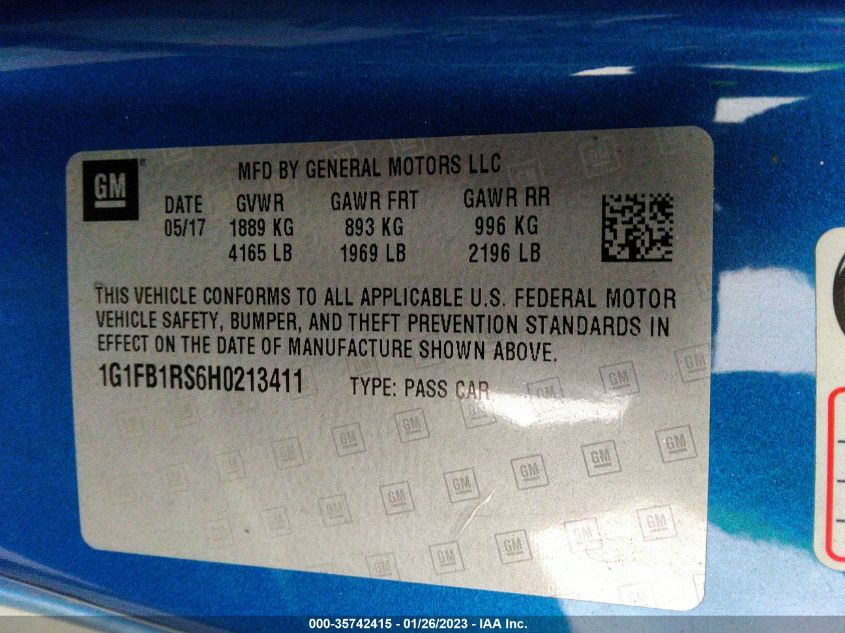 GM
MFD BY GENERAL MOTORS LLC
DATE GVWR GAWR FRT GAWR RR
05/17 1889 KG 893 KG 996 KG
4165 LB 1969 LB 2196 LB
THIS VEHICLE CONFORMS TO ALL APPLICABLE U.S. FEDERAL MOTOR
VEHICLE SAFETY, BUMPER, AND THEFT PREVENTION STANDARDS IN
EFFECT ON THE DATE OF MANUFACTURE SHOWN ABOVE.
1G1FB1RS6H0213411 TYPE: PASS CAR
000-35742415 - 01/26/2023 - IAA Inc.